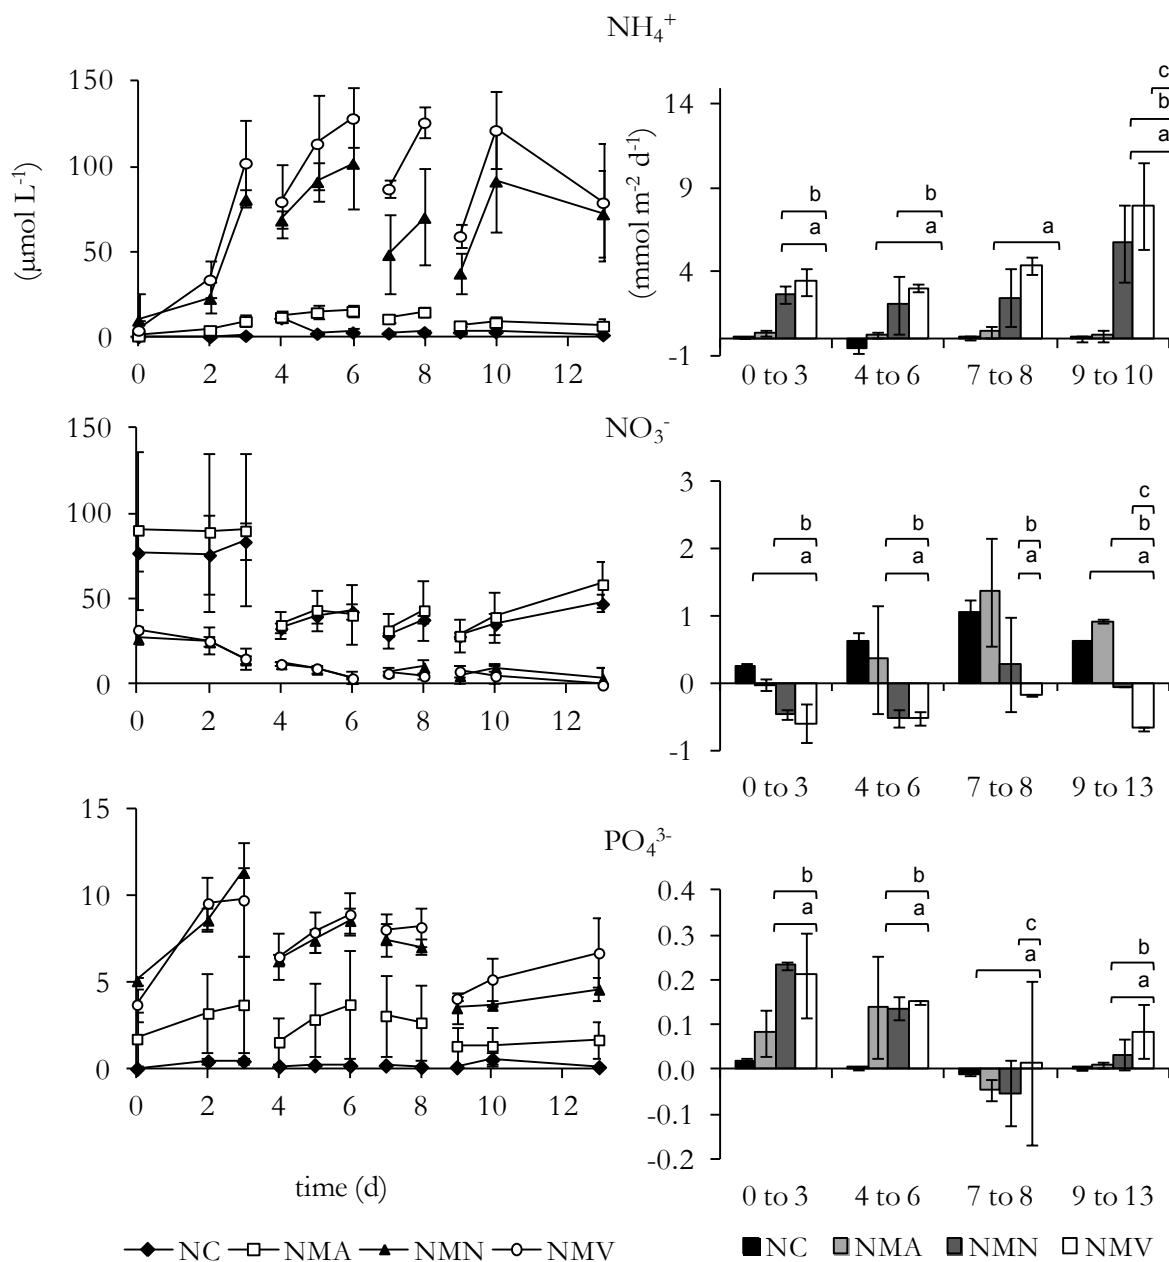 NH₄⁺
150
100
50
0
0 2 4 6 8 10 12
(µmol L⁻¹)
14
9
4
-1
(mmol m⁻² d⁻¹)
b
a
b
a
a
c
b
a
0 to 3 4 to 6 7 to 8 9 to 10
NO₃⁻
150
100
50
0
0 2 4 6 8 10 12
3
2
1
0
-1
b
a
b
a
b
a
c
b
a
0 to 3 4 to 6 7 to 8 9 to 13
PO₄³⁻
15
10
5
0
0 2 4 6 8 10 12
time (d)
0.4
0.3
0.2
0.1
0.0
-0.1
-0.2
b
a
b
a
c
a
b
a
0 to 3 4 to 6 7 to 8 9 to 13
NC NMA NMN NMV
NC NMA NMN NMV